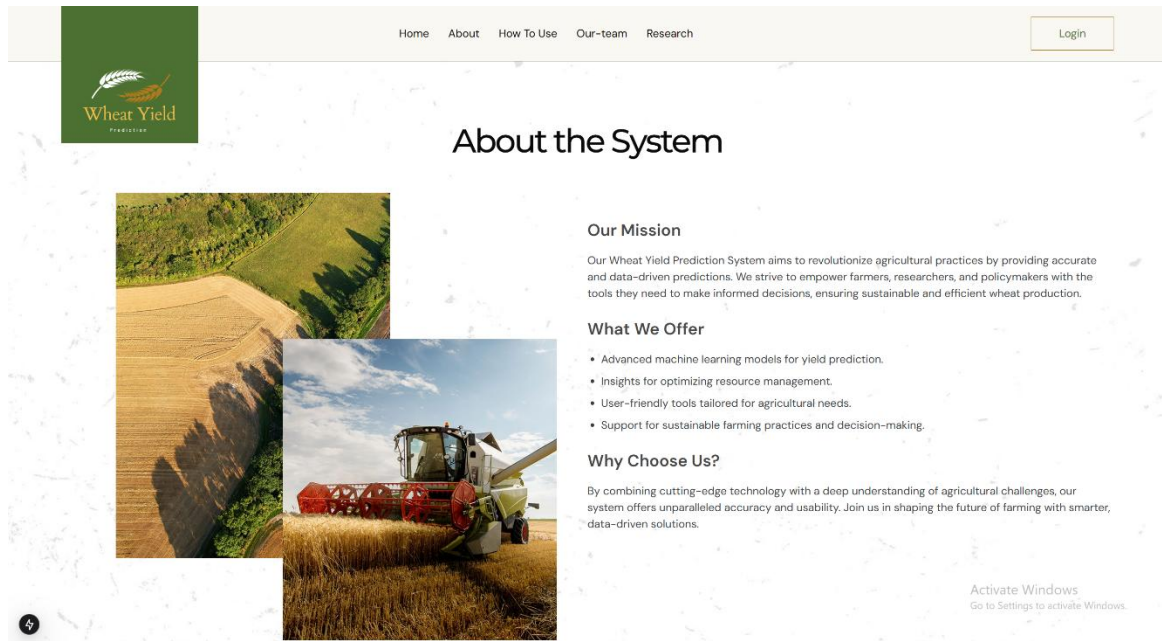 Home About How To Use Our-team Research Login
Wheat Yield
Prediction
About the System
Our Mission
Our Wheat Yield Prediction System aims to revolutionize agricultural practices by providing accurate
and data-driven predictions. We strive to empower farmers, researchers, and policymakers with the
tools they need to make informed decisions, ensuring sustainable and efficient wheat production.
What We Offer
• Advanced machine learning models for yield prediction.
• Insights for optimizing resource management.
• User-friendly tools tailored for agricultural needs.
• Support for sustainable farming practices and decision-making.
Why Choose Us?
By combining cutting-edge technology with a deep understanding of agricultural challenges, our
system offers unparalleled accuracy and usability. Join us in shaping the future of farming with smarter,
data-driven solutions.
Activate Windows
Go to Settings to activate Windows.